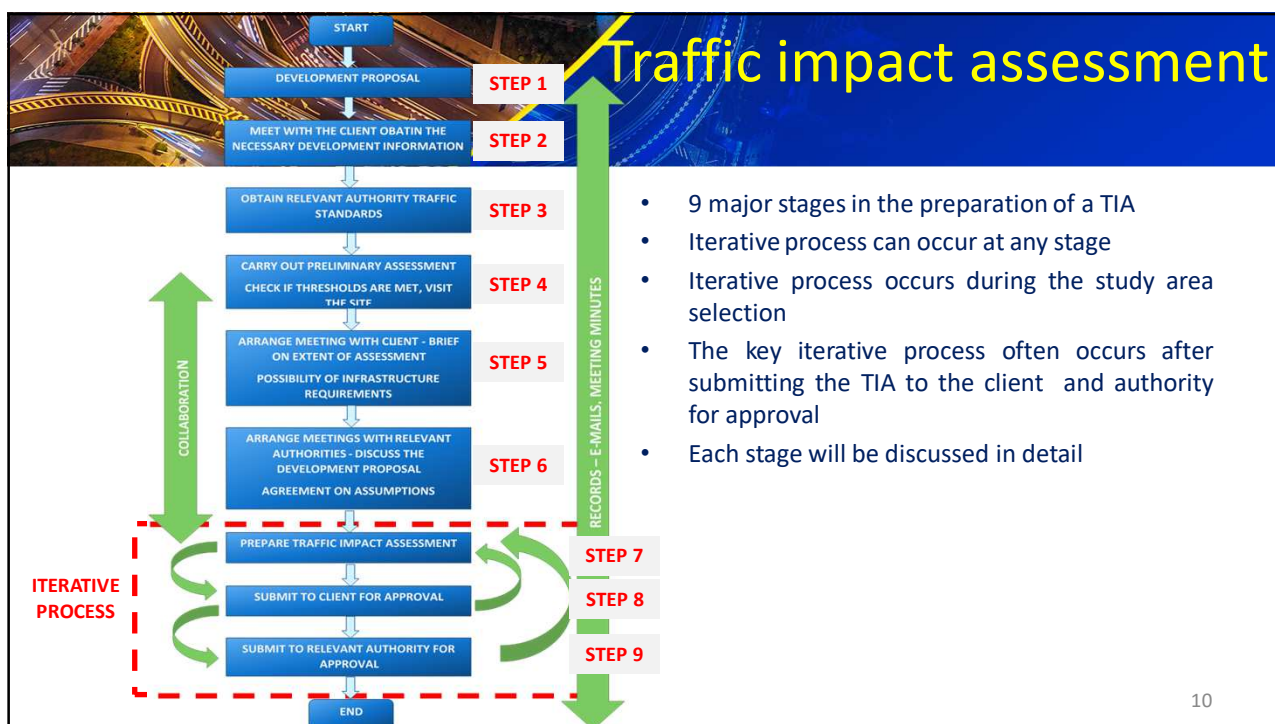 Traffic impact assessment
START
DEVELOPMENT PROPOSAL
STEP 1
MEET WITH THE CLIENT OBATIN THE
NECESSARY DEVELOPMENT INFORMATION
STEP 2
OBTAIN RELEVANT AUTHORITY TRAFFIC
STANDARDS
STEP 3
CARRY OUT PRELIMINARY ASSESSMENT
CHECK IF THRESHOLDS ARE MET, VISIT
THE SITE
STEP 4
ARRANGE MEETING WITH CLIENT - BRIEF
ON EXTENT OF ASSESSMENT
POSSIBILITY OF INFRASTRUCTURE
REQUIREMENTS
STEP 5
ARRANGE MEETINGS WITH RELEVANT
AUTHORITIES - DISCUSS THE
DEVELOPMENT PROPOSAL
AGREEMENT ON ASSUMPTIONS
STEP 6
PREPARE TRAFFIC IMPACT ASSESSMENT
STEP 7
SUBMIT TO CLIENT FOR APPROVAL
STEP 8
SUBMIT TO RELEVANT AUTHORITY FOR
APPROVAL
STEP 9
END
COLLABORATION
RECORDS – E-MAILS, MEETING MINUTES
ITERATIVE
PROCESS
• 9 major stages in the preparation of a TIA
• Iterative process can occur at any stage
• Iterative process occurs during the study area
selection
• The key iterative process often occurs after
submitting the TIA to the client and authority
for approval
• Each stage will be discussed in detail
10